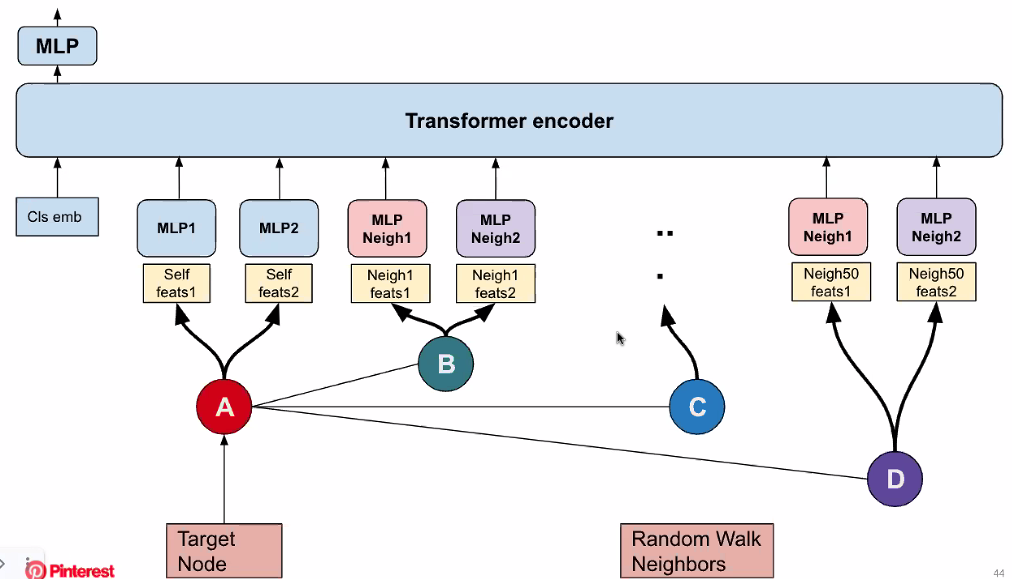 MLP
Transformer encoder
Cls emb
MLP1
MLP2
MLP
Neigh1
MLP
Neigh2
..
.
MLP
Neigh1
MLP
Neigh2
Self
feats1
Self
feats2
Neigh1
feats1
Neigh1
feats2
Neigh50
feats1
Neigh50
feats2
B
A
C
D
Target
Node
Random Walk
Neighbors
Pinterest
44